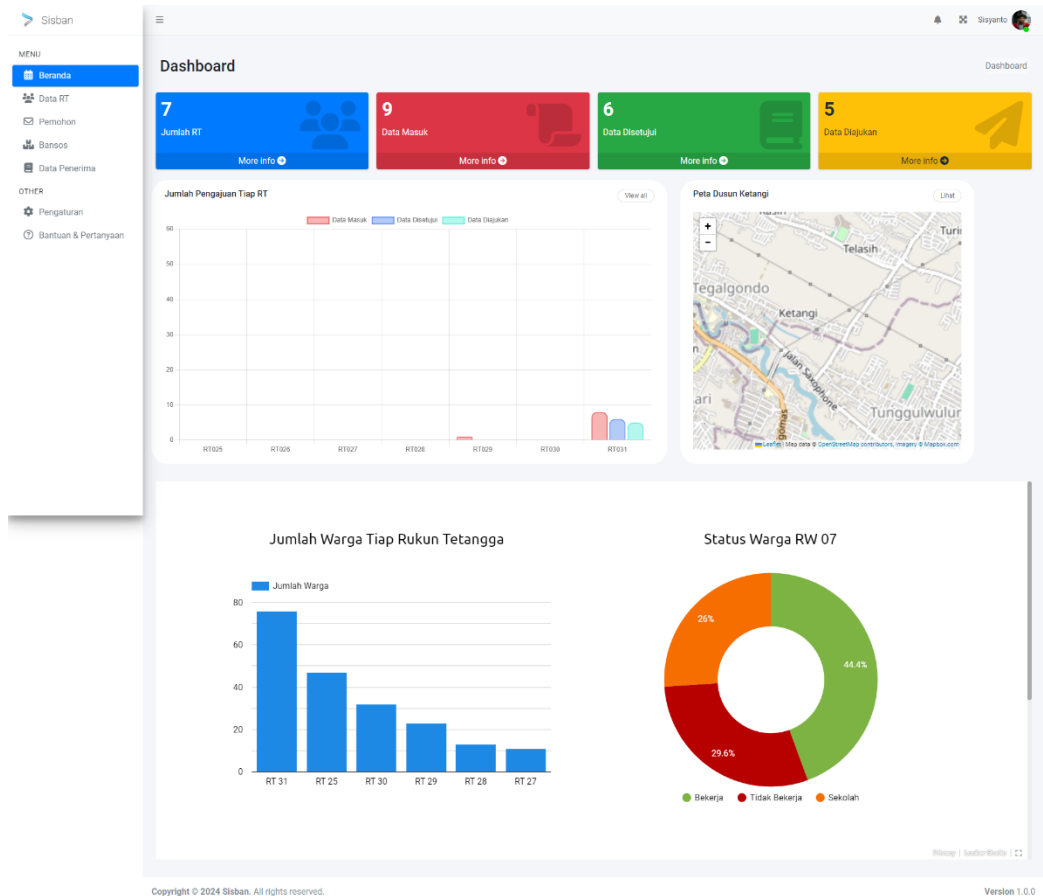 Sisban
Sisyanto
MENU
Beranda
Data RT
Pemohon
Bansos
Data Penerima
OTHER
Pengaturan
Bantuan & Pertanyaan
Dashboard
Dashboard
7
Jumlah RT
More info
9
Data Masuk
More info
6
Data Disetujui
More info
5
Data Diajukan
More info
Jumlah Pengajuan Tiap RT
View all
Data Masuk Data Disetujui Data Diajukan
60
50
40
30
20
10
0
RT025 RT026 RT027 RT028 RT029 RT030 RT031
Peta Dusun Ketangi
Lihat
+
-
Telasih
Tegalgondo
Ketangi
Jalan Saxophone
ari
Tunggulwulur
gomas
Leaflet | Map data © OpenStreetMap contributors, Imagery © Mapbox.com
Jumlah Warga Tiap Rukun Tetangga
Jumlah Warga
80
60
40
20
0
RT 31 RT 25 RT 30 RT 29 RT 28 RT 27
Status Warga RW 07
26%
44.4%
29.6%
Bekerja Tidak Bekerja Sekolah
Copyright © 2024 Sisban. All rights reserved.
Version 1.0.0